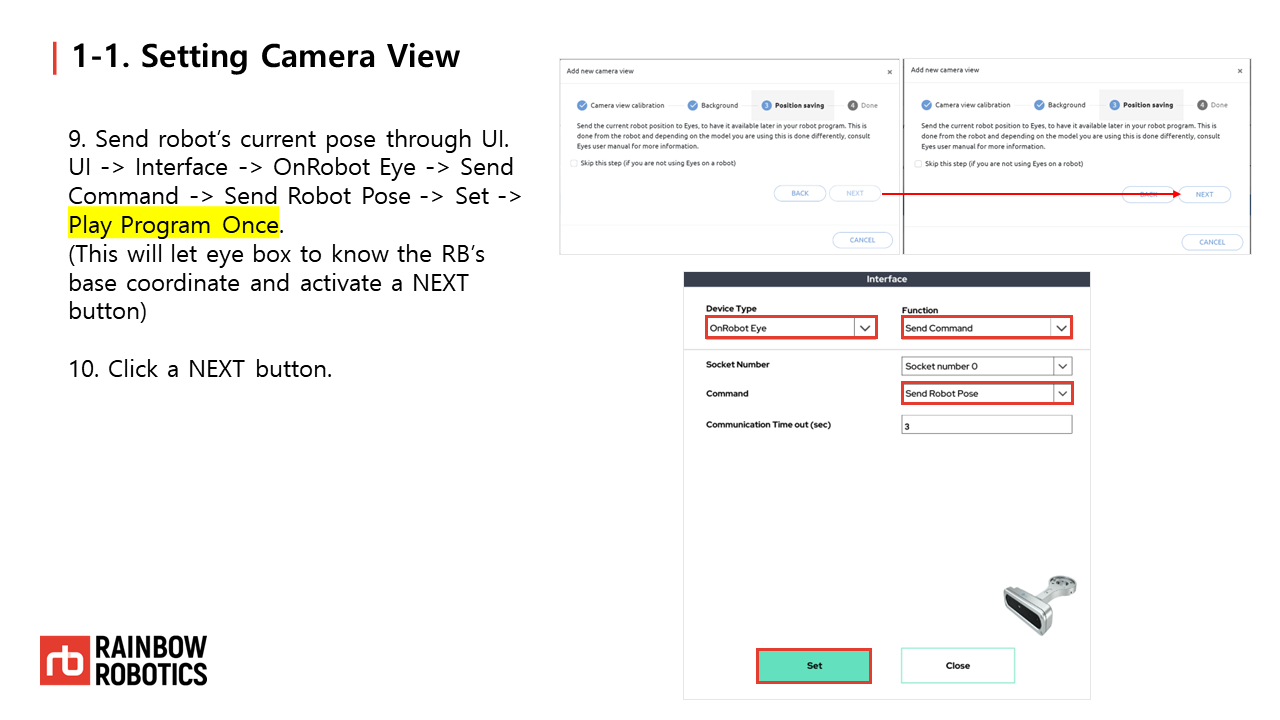 1-1. Setting Camera View
9. Send robot's current pose through UI.
UI -> Interface -> OnRobot Eye -> Send
Command -> Send Robot Pose -> Set ->
Play Program Once.
(This will let eye box to know the RB's
base coordinate and activate a NEXT
button)
10. Click a NEXT button.
Add new camera view
×
Camera view calibration
Background
3 Position saving
4 Done
Send the current robot position to Eyes, to have it available later in your robot program. This is
done from the robot and depending on the model you are using this is done differently, consult
Eyes user manual for more information.
Skip this step (if you are not using Eyes on a robot)
BACK
NEXT
CANCEL
Add new camera view
×
Camera view calibration
Background
3 Position saving
4 Done
Send the current robot position to Eyes, to have it available later in your robot program. This is
done from the robot and depending on the model you are using this is done differently, consult
Eyes user manual for more information.
Skip this step (if you are not using Eyes on a robot)
BACK
NEXT
CANCEL
Interface
Device Type
Function
OnRobot Eye
Send Command
Socket Number
Socket number 0
Command
Send Robot Pose
Communication Time out (sec)
3
Set
Close
rb RAINBOW
ROBOTICS